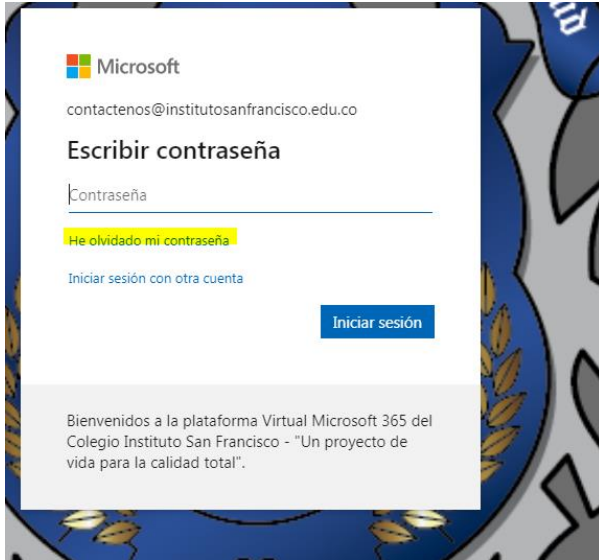 Microsoft
contactenos@institutosanfrancisco.edu.co
Escribir contraseña
Contraseña
He olvidado mi contraseña
Iniciar sesión con otra cuenta
Iniciar sesión
Bienvenidos a la plataforma Virtual Microsoft 365 del
Colegio Instituto San Francisco - "Un proyecto de
vida para la calidad total".